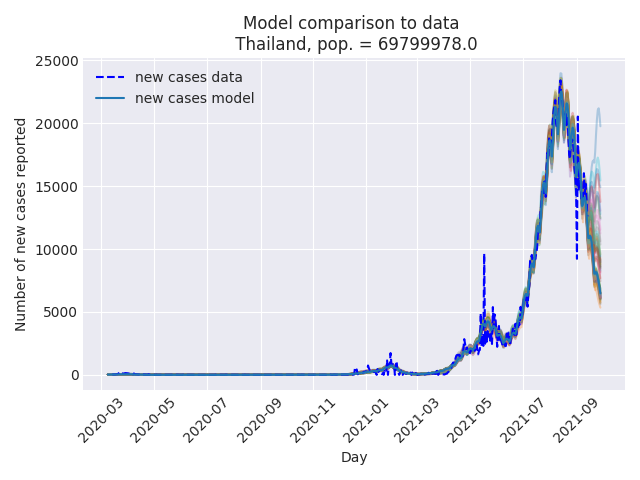 Model comparison to data
Thailand, pop. = 69799978.0
new cases data
new cases model
Number of new cases reported
25000
20000
15000
10000
5000
0
2020-03
2020-05
2020-07
2020-09
2020-11
2021-01
2021-03
2021-05
2021-07
2021-09
Day